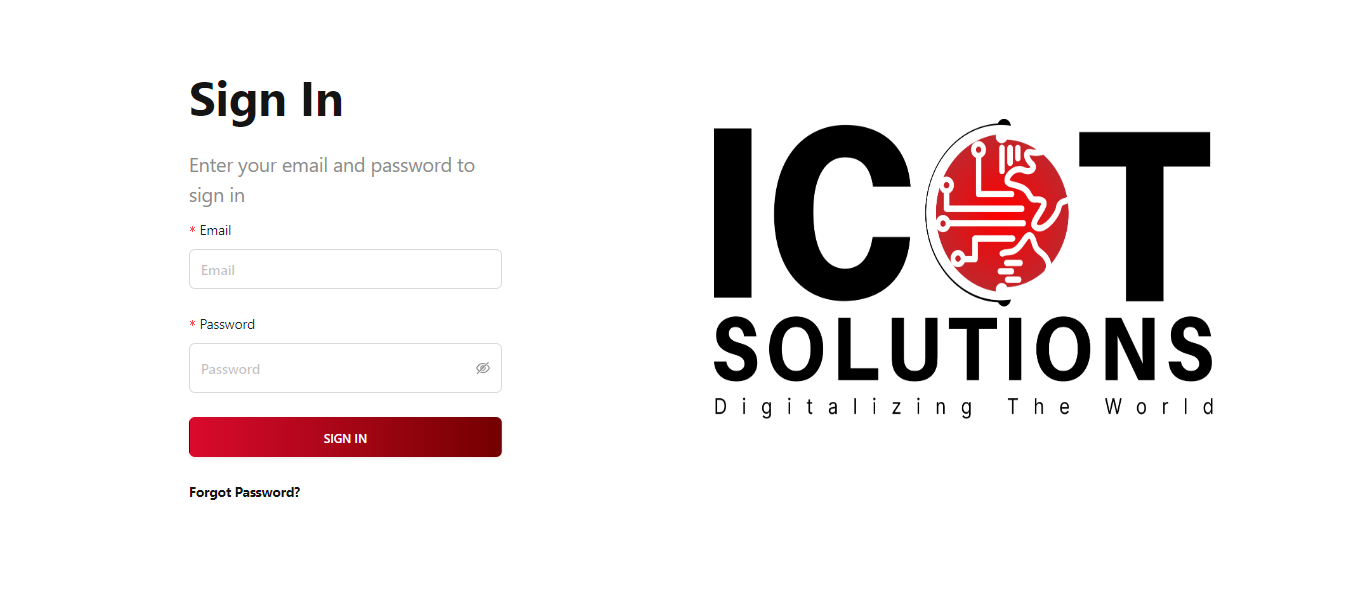 Sign In
Enter your email and password to
sign in
* Email
Email
* Password
Password
SIGN IN
Forgot Password?
ICOT
SOLUTIONS
Digitalizing The World